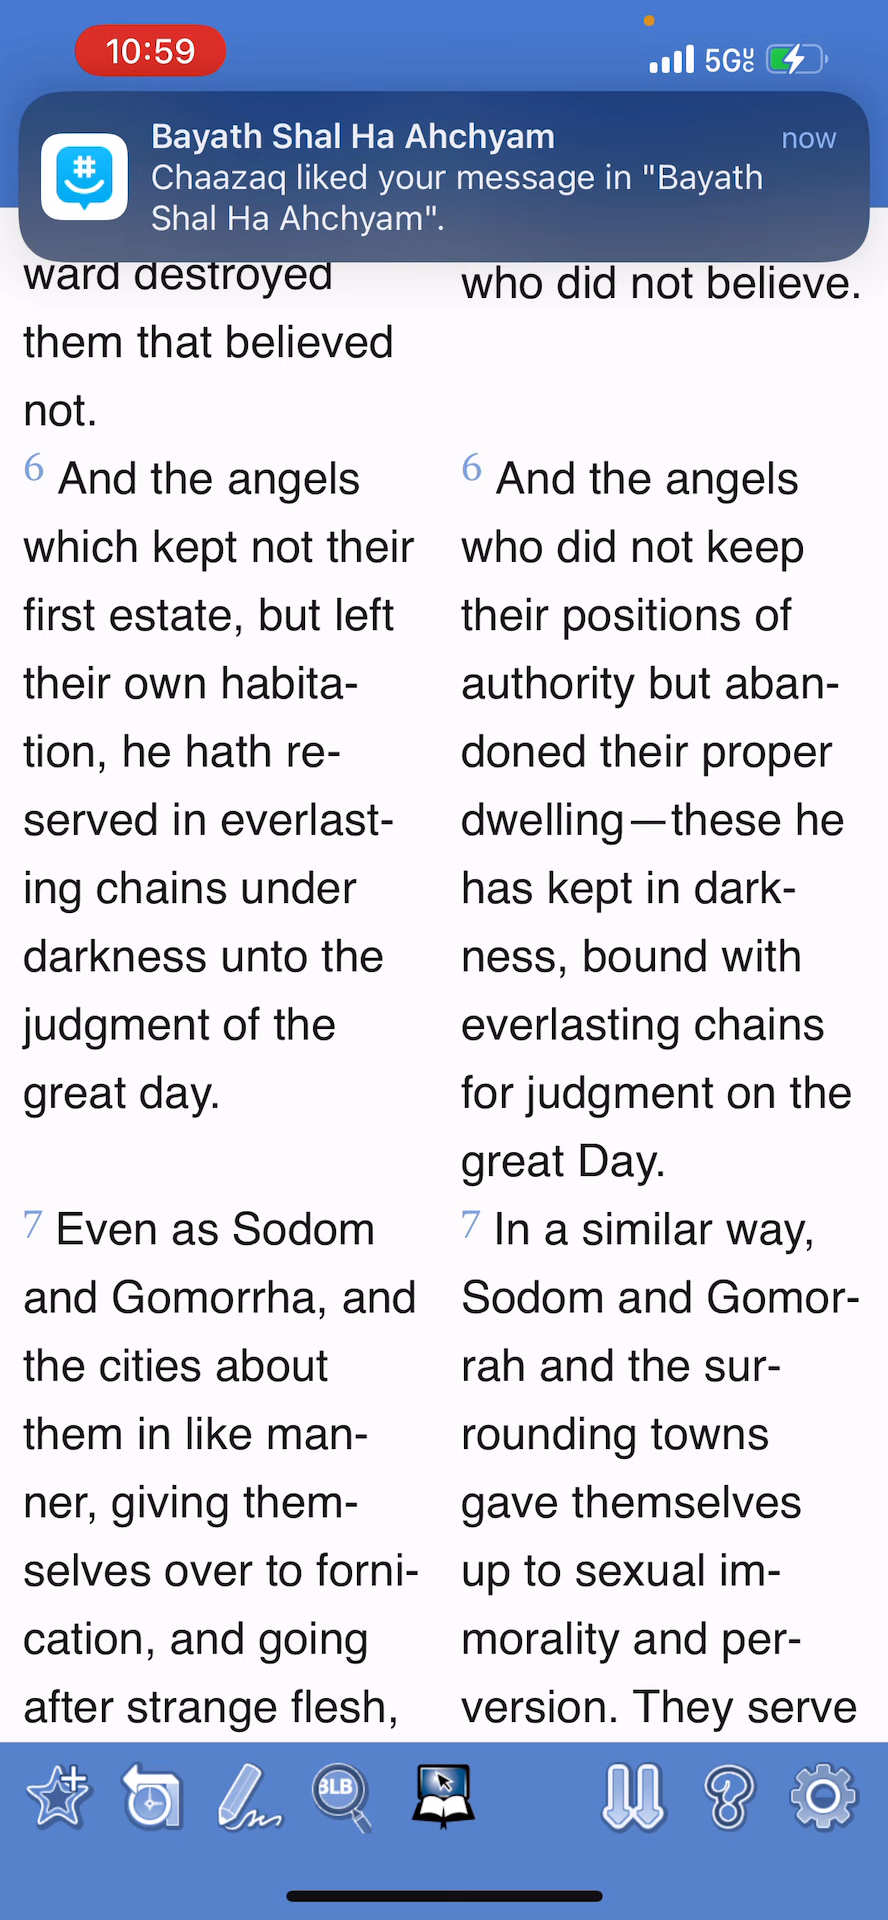 10:59
5GUC
Bayath Shal Ha Ahchyam
now
Chaazaq liked your message in "Bayath
Shal Ha Ahchyam".
ward destroyed
them that believed
not.
6 And the angels
which kept not their
first estate, but left
their own habita-
tion, he hath re-
served in everlast-
ing chains under
darkness unto the
judgment of the
great day.
7 Even as Sodom
and Gomorrha, and
the cities about
them in like man-
ner, giving them-
selves over to forni-
cation, and going
after strange flesh,
who did not believe.
6 And the angels
who did not keep
their positions of
authority but aban-
doned their proper
dwelling—these he
has kept in dark-
ness, bound with
everlasting chains
for judgment on the
great Day.
7 In a similar way,
Sodom and Gomor-
rah and the sur-
rounding towns
gave themselves
up to sexual im-
morality and per-
version. They serve
BLB